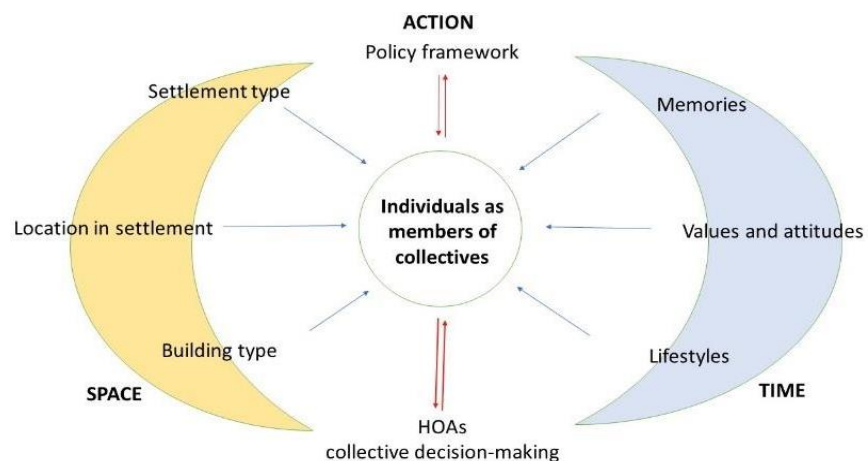 ACTION
Policy framework
Settlement type
Memories
Location in settlement
Individuals as
members of
collectives
Values and attitudes
Building type
Lifestyles
SPACE
TIME
HOAs
collective decision-making